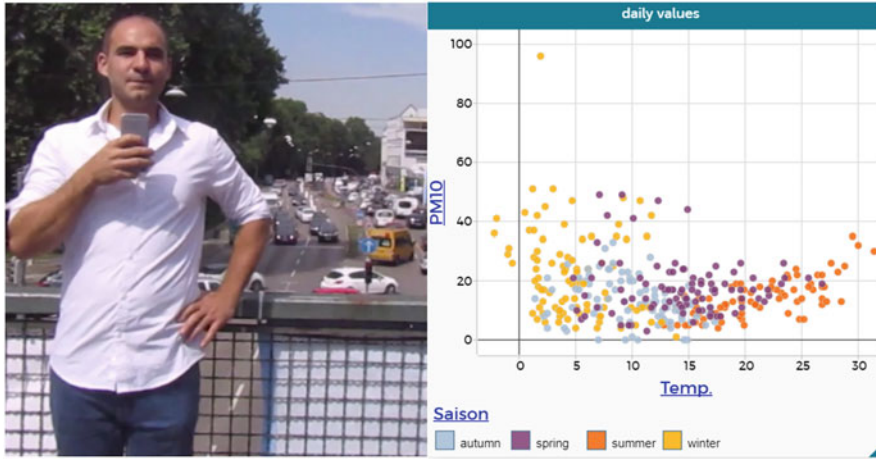 daily values
100
80
60
40
20
0
PM10
0 5 10 15 20 25 30
Temp.
Saison
autumn spring summer winter